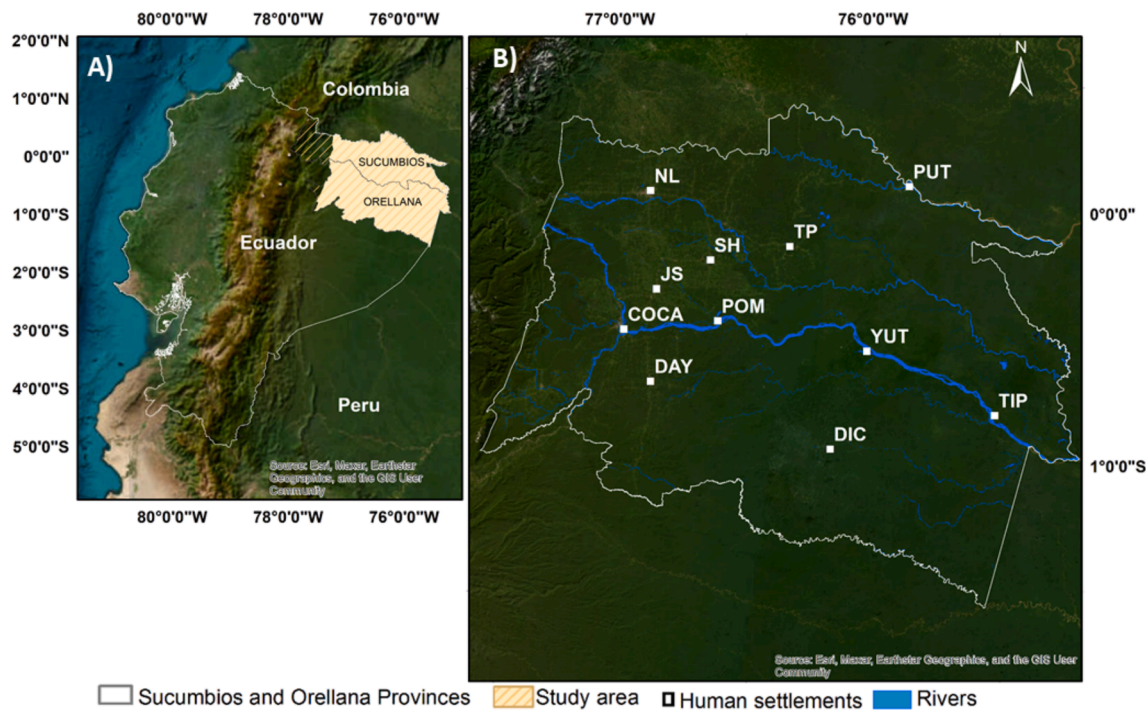 80°0'0"W 78°0'0"W 76°0'0"W 77°0'0"W 76°0'0"W
2°0'0"N
1°0'0"N
0°0'0"
1°0'0"S
2°0'0"S
3°0'0"S
4°0'0"S
5°0'0"S
A)
Colombia
SUCUMBIOS
ORELLANA
Ecuador
Peru
Source: Esri, Maxar, Earthstar
Geographics, and the GIS User
Community
80°0'0"W 78°0'0"W 76°0'0"W
B)
N
NL
PUT
0°0'0"
TP
SH
JS
COCA
POM
YUT
DAY
TIP
DIC
1°0'0"S
Source: Esri, Maxar, Earthstar Geographics, and the GIS User
Community
Sucumbios and Orellana Provinces Study area Human settlements Rivers